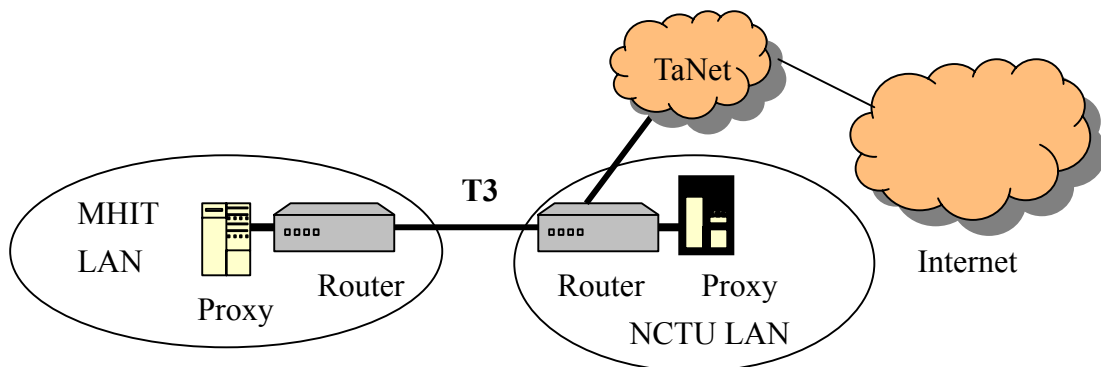 TaNet
T3
MHIT
LAN
Router
Proxy
Router
Proxy
NCTU LAN
Internet